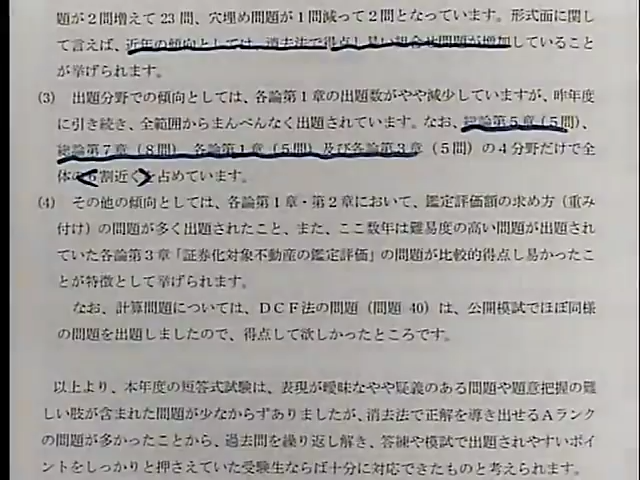 題が2問増えて23問、穴埋め問題が1問減って2問となっています。形式面に関し
て言えば、近年の傾向としては、消去法で得点し易い組合せ問題が増加していること
が挙げられます。
(3) 出題分野での傾向としては、各論第1章の出題数がやや減少していますが、昨年度
に引き続き、全範囲からまんべんなく出題されています。なお、総論第5章（5問）、
総論第7章（8問）、各論第1章（5問）及び各論第3章（5問）の4分野だけで全
体の6割近くを占めています。
(4) その他の傾向としては、各論第1章・第2章において、鑑定評価額の求め方（重み
付け）の問題が多く出題されたこと、また、ここ数年は難易度の高い問題が出題され
ていた各論第3章「証券化対象不動産の鑑定評価」の問題が比較的得点し易かったこ
とが特徴として挙げられます。
なお、計算問題については、DCF法の問題（問題 40）は、公開模試でほぼ同様
の問題を出題しましたので、得点して欲しかったところです。
以上より、本年度の短答式試験は、表現が曖昧なやや疑義のある問題や題意把握の難
しい肢が含まれた問題が少なからずありましたが、消去法で正解を導き出せるAランク
の問題が多かったことから、過去問を繰り返し解き、答練や模試で出題されやすいポイ
ントをしっかりと押さえていた受験生ならば十分に対応できたものと考えられます。